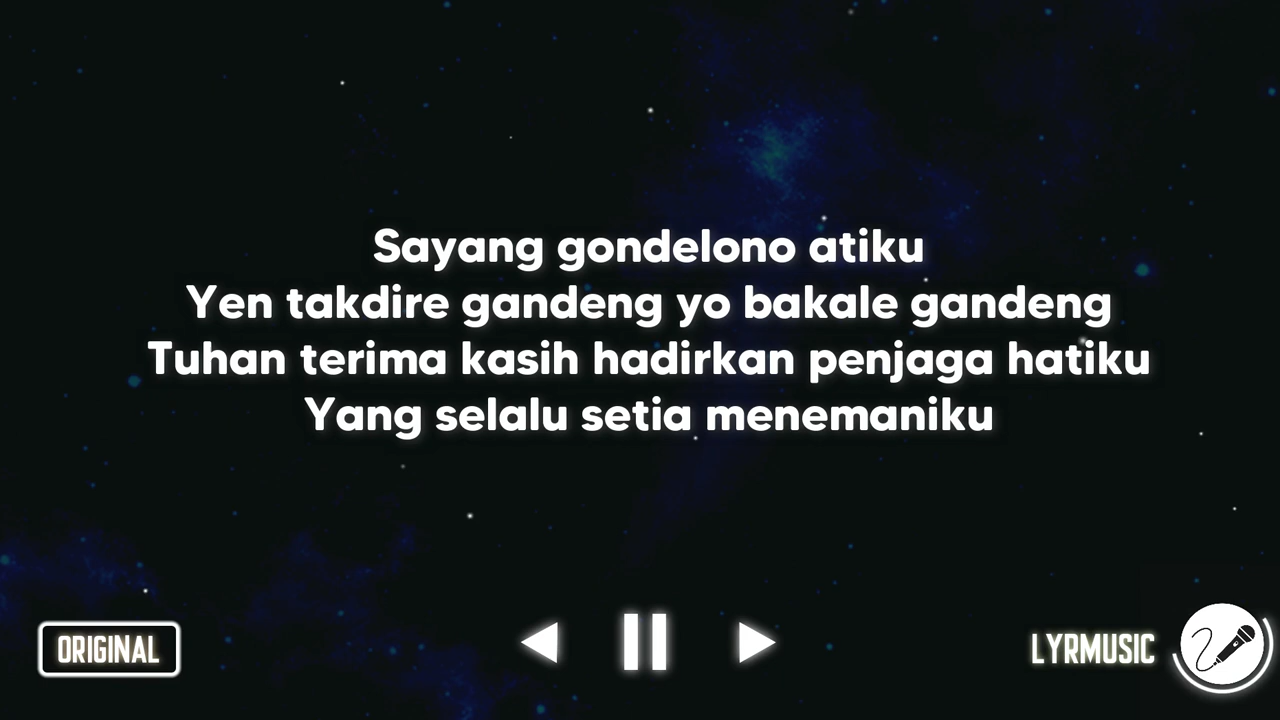 Sayang gondelono atiku
Yen takdire gandeng yo bakale gandeng
Tuhan terima kasih hadirkan penjaga hatiku
Yang selalu setia menemaniku
ORIGINAL
LYRMUSIC